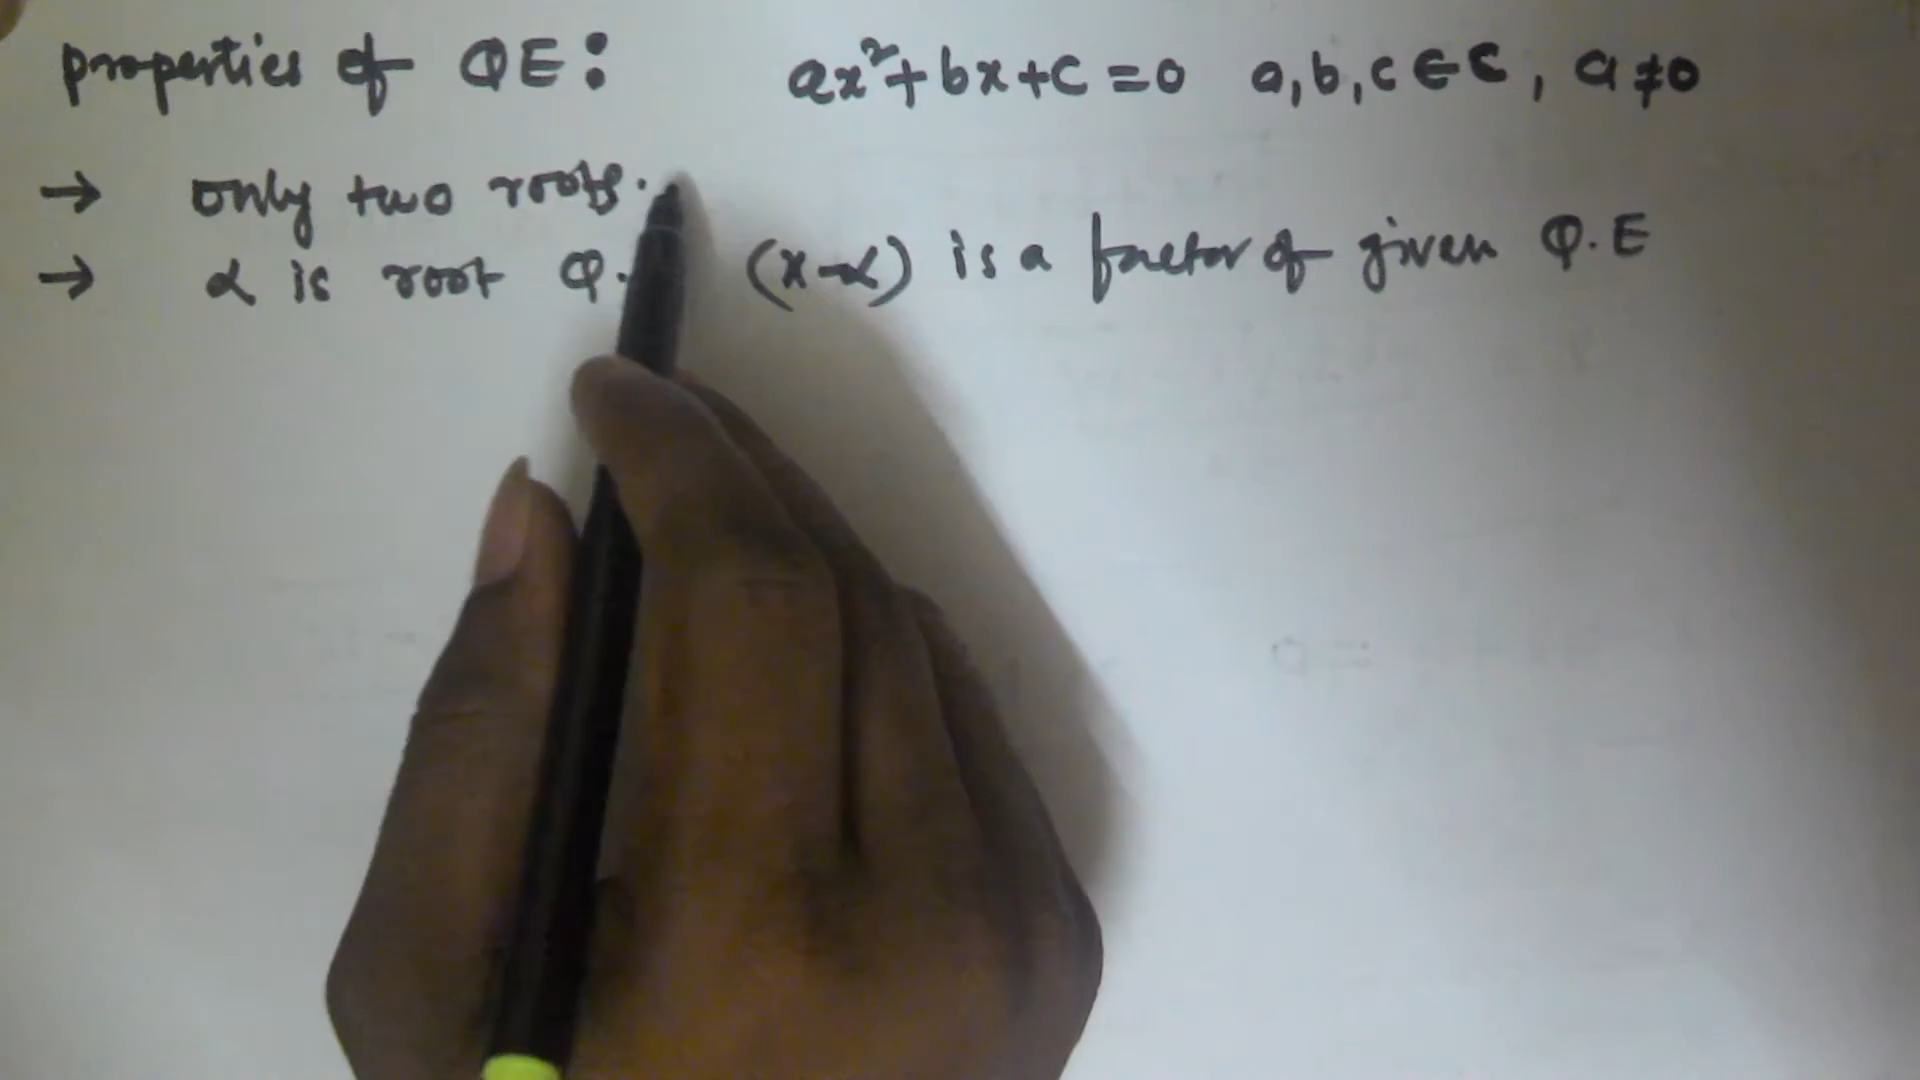 properties of QE: ax²+bx+c=0 a,b,c∈C, a≠0
→ only two roots.
→ α is root Q. (x-α) is a factor of given Q.E